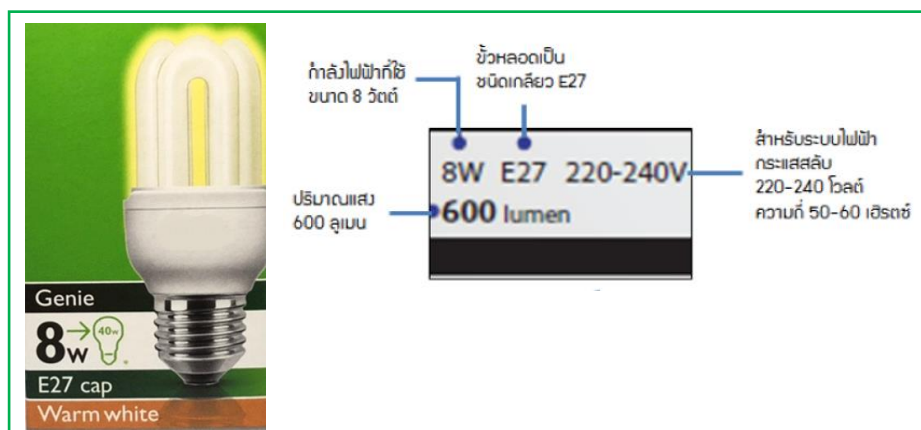 Genie
8W
40w
E27 cap
Warm white
กำลังไฟฟ้าที่ใช้
ขนาด 8 วัตต์
ขั้วหลอดเป็น
ชนิดเกลียว E27
8W E27 220-240V
600 lumen
ปริมาณแสง
600 ลูเมน
สำหรับระบบไฟฟ้า
กระแสสลับ
220-240 โวลต์
ความถี่ 50-60 เฮิรตซ์